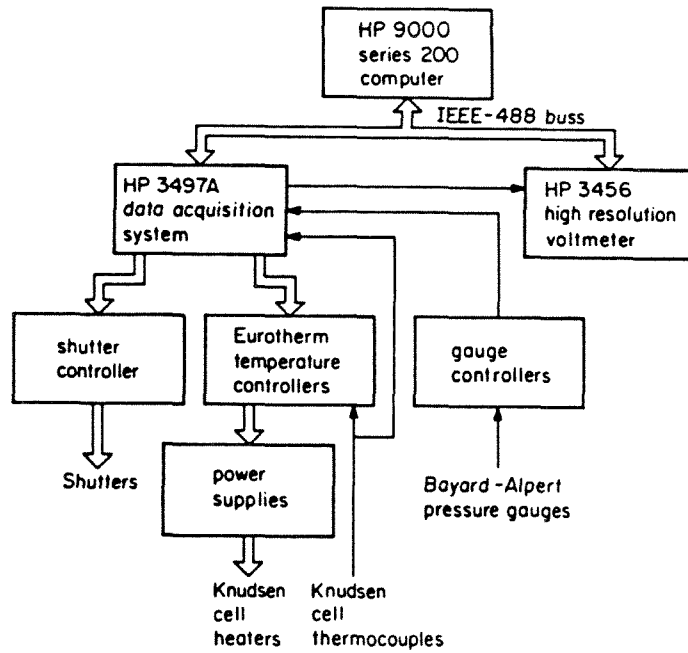 HP 9000
series 200
computer
IEEE-488 buss
HP 3497A
data acquisition
system
HP 3456
high resolution
voltmeter
shutter
controller
Eurotherm
temperature
controllers
gauge
controllers
Shutters
power
supplies
Bayard-Alpert
pressure gauges
Knudsen
cell
heaters
Knudsen
cell
thermocouples